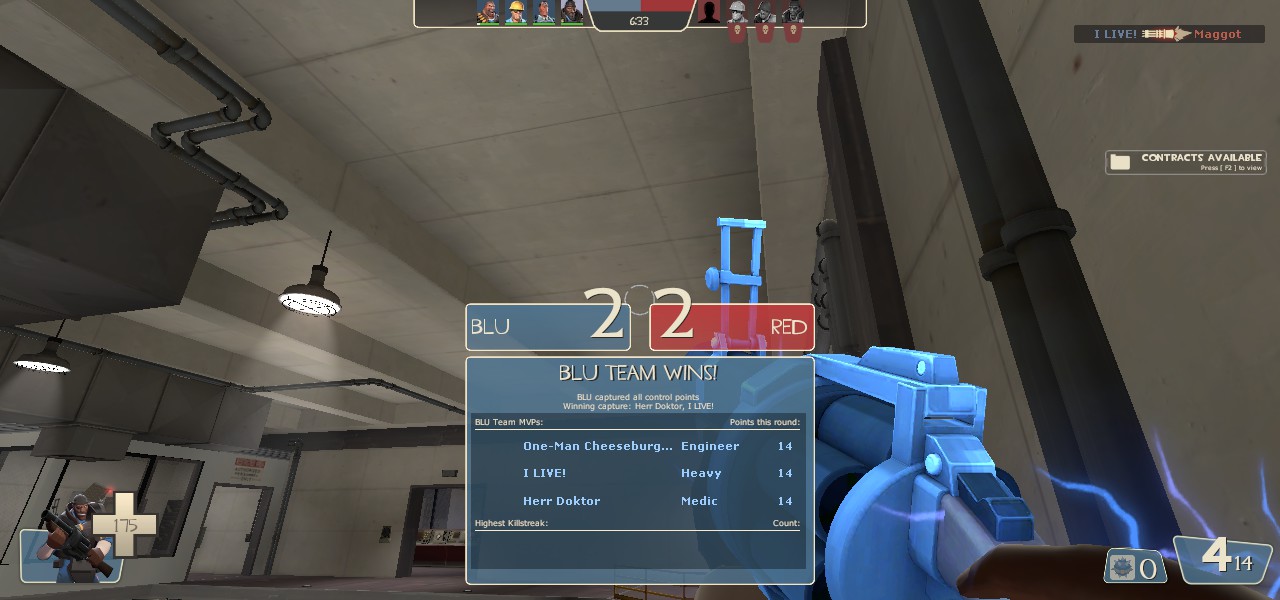 6:33
I LIVE! Maggot
CONTRACTS AVAILABLE
Press [ F2 ] to view
BLU 2 2 RED
BLU TEAM WINS!
BLU captured all control points
Winning capture: Herr Doktor, I LIVE!
BLU Team MVPs: Points this round:
One-Man Cheeseburg... Engineer 14
I LIVE! Heavy 14
Herr Doktor Medic 14
Highest Killstreak: Count:
175
0
4 14